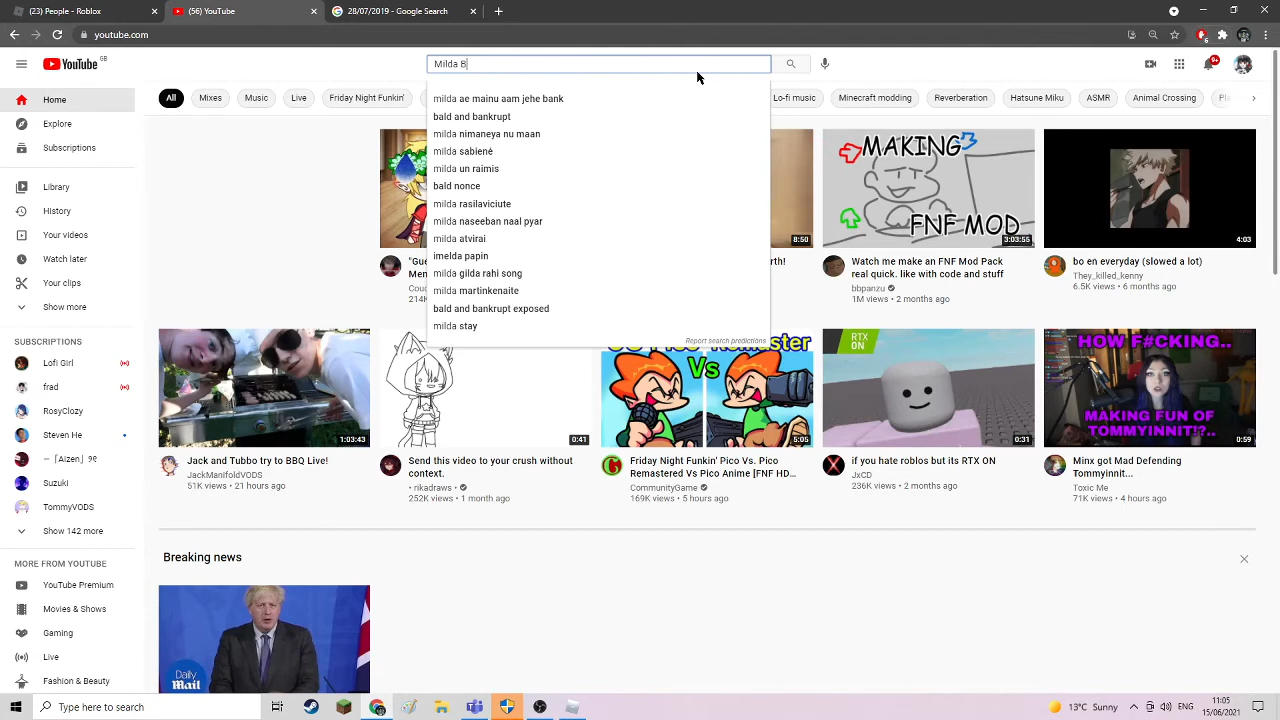 (23) People - Roblox
(56) YouTube
28/07/2019 - Google Search
youtube.com
YouTube GB
Milda B
9+
Home
Explore
Subscriptions
Library
History
Your videos
Watch later
Your clips
Show more
SUBSCRIPTIONS
Lofi Girl
frad
RosyClozy
Steven He
Suzuki
TommyVODS
Show 142 more
MORE FROM YOUTUBE
YouTube Premium
Movies & Shows
Gaming
Live
Fashion & Beauty
All
Mixes
Music
Live
Friday Night Funkin'
Lo-fi music
Minecraft modding
Reverberation
Hatsune Miku
ASMR
Animal Crossing
milda ae mainu aam jehe bank
bald and bankrupt
milda nimaneya nu maan
milda sabienė
milda un raimis
bald nonce
milda rasilaviciute
milda naseeban naal pyar
milda atvirai
imelda papin
milda gilda rahi song
milda martinkenaite
bald and bankrupt exposed
milda stay
Report search predictions
8:50
MAKING
FNF MOD
3:03:55
Watch me make an FNF Mod Pack
real quick. like with code and stuff
bbpanzu
1M views • 2 months ago
4:03
bo en everyday (slowed a lot)
They_killed_kenny
6.5K views • 6 months ago
1:03:43
Jack and Tubbo try to BBQ Live!
JackManifoldVODS
51K views • 21 hours ago
0:41
Send this video to your crush without
context.
• rikadraws •
252K views • 1 month ago
Vs
5:05
Friday Night Funkin' Pico Vs. Pico
Remastered Vs Pico Anime [FNF HD...
CommunityGame
169K views • 5 hours ago
RTX
ON
0:31
if you hate roblos but its RTX ON
JxCD
236K views • 2 months ago
HOW F#CKING..
MAKING FUN OF
TOMMYINNIT!?..
0:59
Minx got Mad Defending
Tommyinnit...
Toxic Me
71K views • 4 hours ago
Breaking news
Daily
Mail
Type here to search
13°C Sunny
11:05
15/06/2021